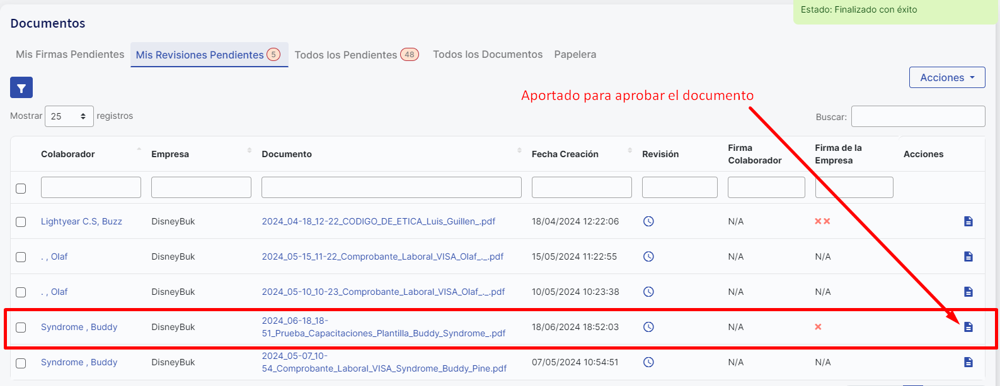 Estado: Finalizado con éxito
Documentos
Mis Firmas Pendientes Mis Revisiones Pendientes 5 Todos los Pendientes 48 Todos los Documentos Papelera
Acciones
Aportado para aprobar el documento
Mostrar 25 registros Buscar:
Colaborador Empresa Documento Fecha Creación Revisión Firma Colaborador Firma de la Empresa Acciones
Lightyear C.S, Buzz DisneyBuk 2024_04-18_12-22_CODIGO_DE_ETICA_Luis_Guillen_.pdf 18/04/2024 12:22:06 N/A
. , Olaf DisneyBuk 2024_05-15_11-22_Comprobante_Laboral_VISA_Olaf_._.pdf 15/05/2024 11:22:55 N/A N/A
. , Olaf DisneyBuk 2024_05-10_10-23_Comprobante_Laboral_VISA_Olaf_._.pdf 10/05/2024 10:23:38 N/A N/A
Syndrome , Buddy DisneyBuk 2024_06-18_18-
51_Prueba_Capacitaciones_Plantilla_Buddy_Syndrome_.pdf 18/06/2024 18:52:03 N/A
Syndrome , Buddy DisneyBuk 2024_05-07_10-
54_Comprobante_Laboral_VISA_Syndrome_Buddy_Pine.pdf 07/05/2024 10:54:51 N/A N/A